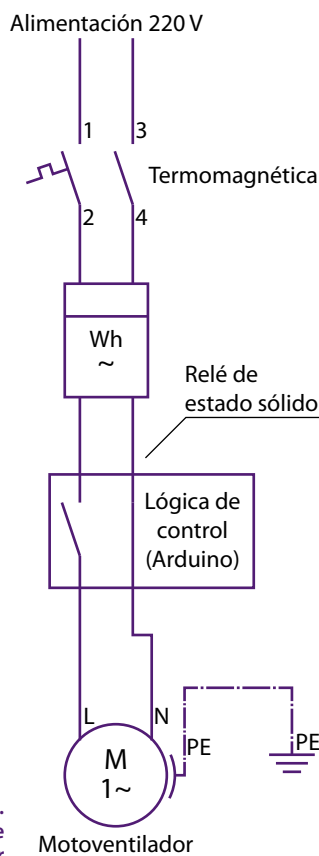 Alimentación 220 V
1
3
Termomagnética
2
4
Wh
~
Relé de
estado sólido
Lógica de
control
(Arduino)
L
N
PE
PE
M
1~
Motoventilador